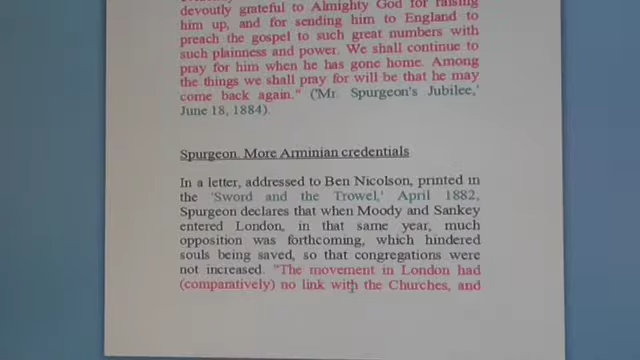 devoutly grateful to Almighty God for raising
him up, and for sending him to England to
preach the gospel to such great numbers with
such plainness and power. We shall continue to
pray for him when he has gone home. Among
the things we shall pray for will be that he may
come back again." ('Mr. Spurgeon's Jubilee,'
June 18, 1884).
Spurgeon. More Arminian credentials
In a letter, addressed to Ben Nicolson, printed in
the 'Sword and the Trowel,' April 1882,
Spurgeon declares that when Moody and Sankey
entered London, in that same year, much
opposition was forthcoming, which hindered
souls being saved, so that congregations were
not increased. "The movement in London had
(comparatively) no link with the Churches, and